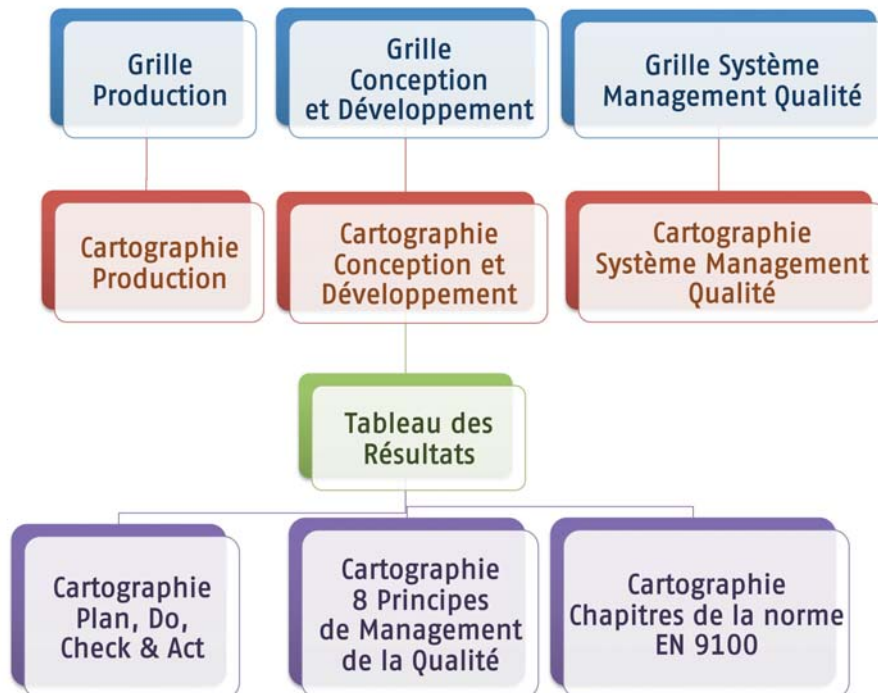 Grille
Production
Grille
Conception
et Développement
Grille Système
Management Qualité
Cartographie
Production
Cartographie
Conception et
Développement
Cartographie
Système Management
Qualité
Tableau des
Résultats
Cartographie
Plan, Do,
Check & Act
Cartographie
8 Principes
de Management
de la Qualité
Cartographie
Chapitres de la norme
EN 9100